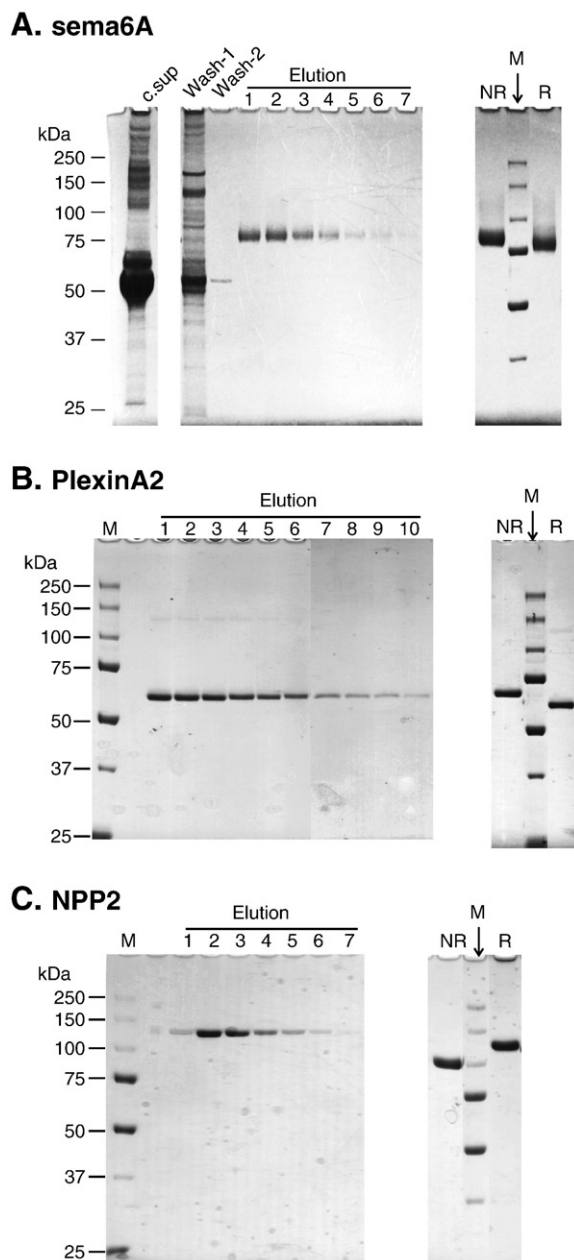 A. sema6A
c.sup
Wash-1
Wash-2
Elution
1 2 3 4 5 6 7
M
NR R
kDa
250
150
100
75
50
37
25
B. PlexinA2
Elution
M 1 2 3 4 5 6 7 8 9 10
M
NR R
kDa
250
150
100
75
50
37
25
C. NPP2
Elution
M 1 2 3 4 5 6 7
M
NR R
kDa
250
150
100
75
50
37
25